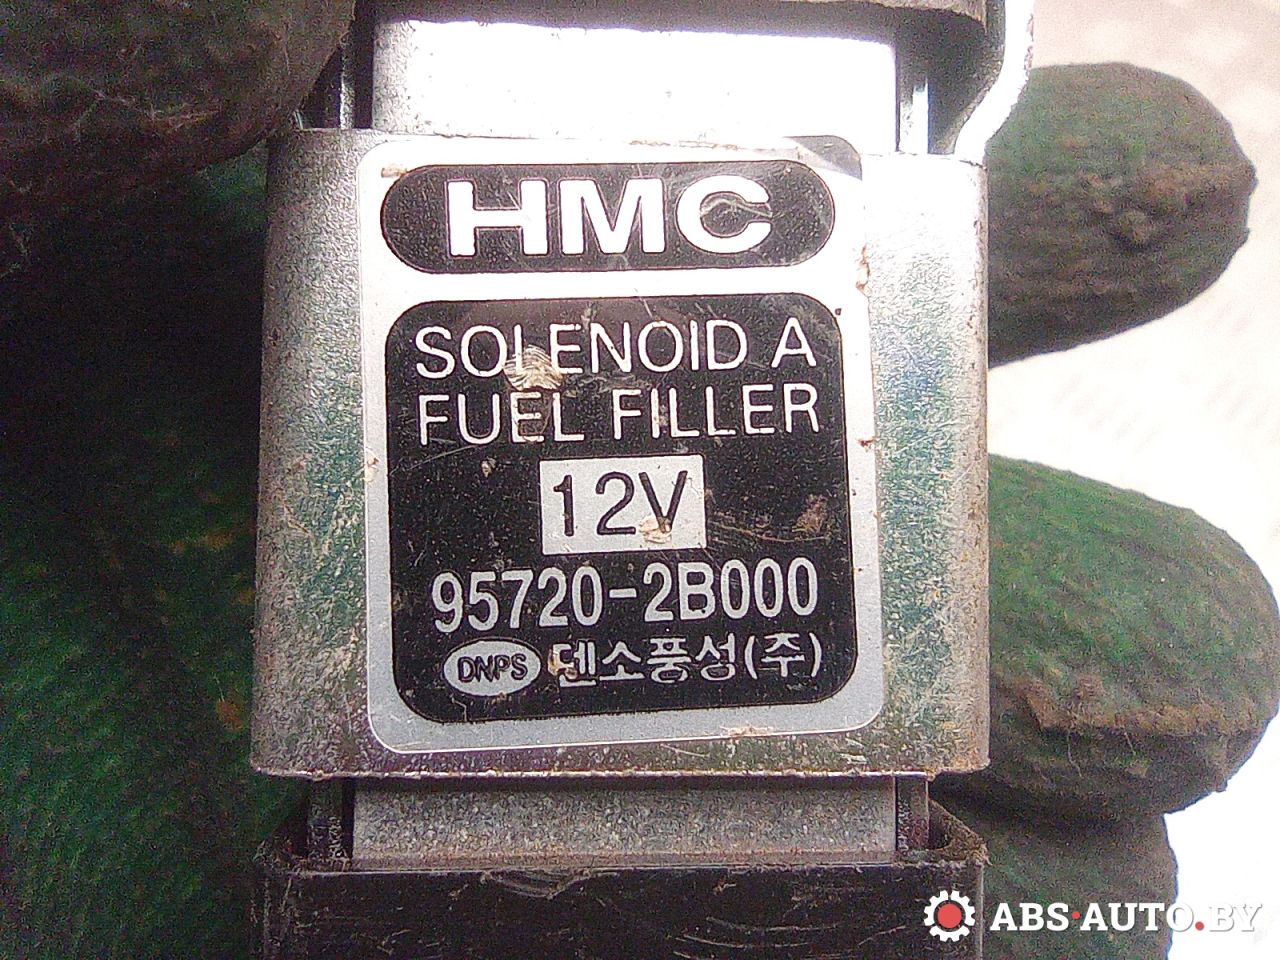 HMC
SOLENOID A
FUEL FILLER
12V
95720-2B000
DNPS 덴소풍성(주)
ABS·AUTO.BY